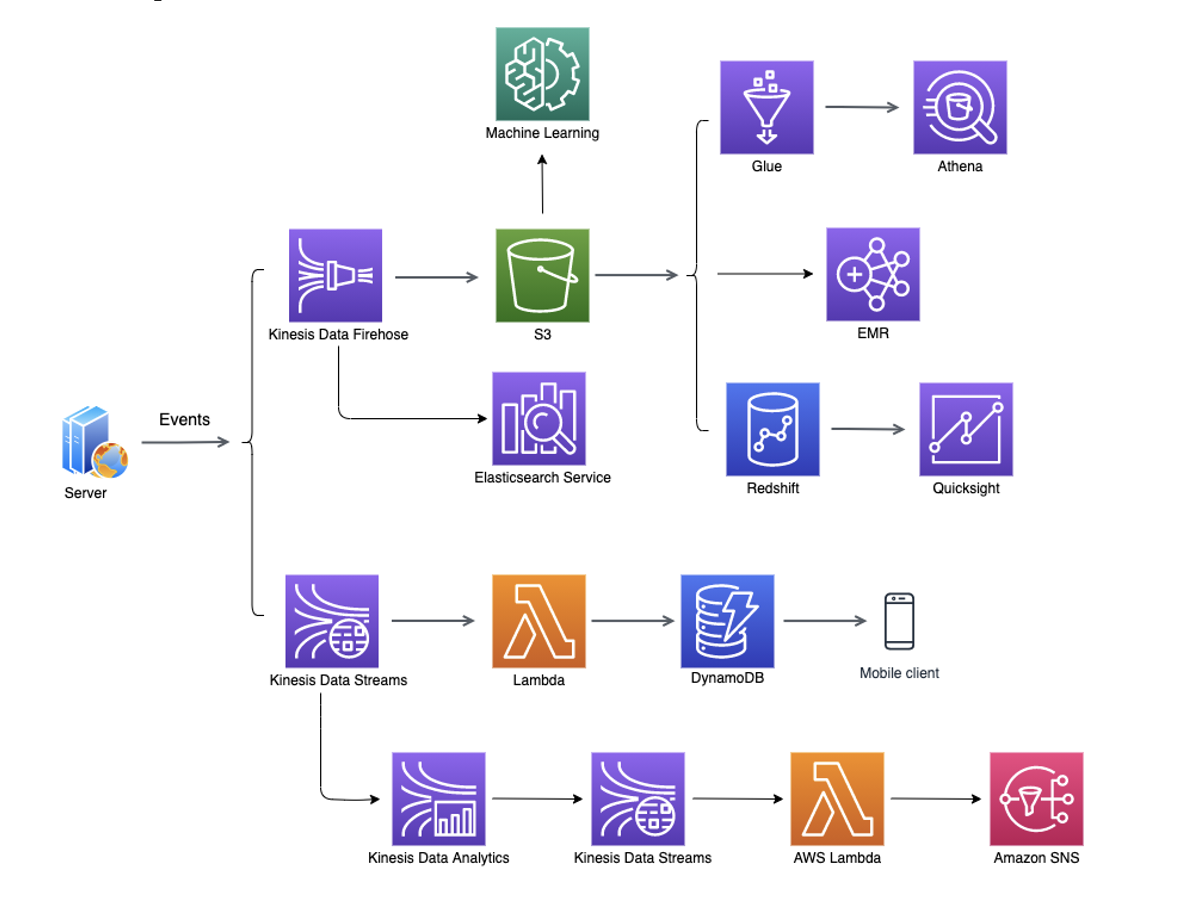 Machine Learning
Glue
Athena
Kinesis Data Firehose
S3
EMR
Events
Server
Elasticsearch Service
Redshift
Quicksight
Kinesis Data Streams
Lambda
DynamoDB
Mobile client
Kinesis Data Analytics
Kinesis Data Streams
AWS Lambda
Amazon SNS